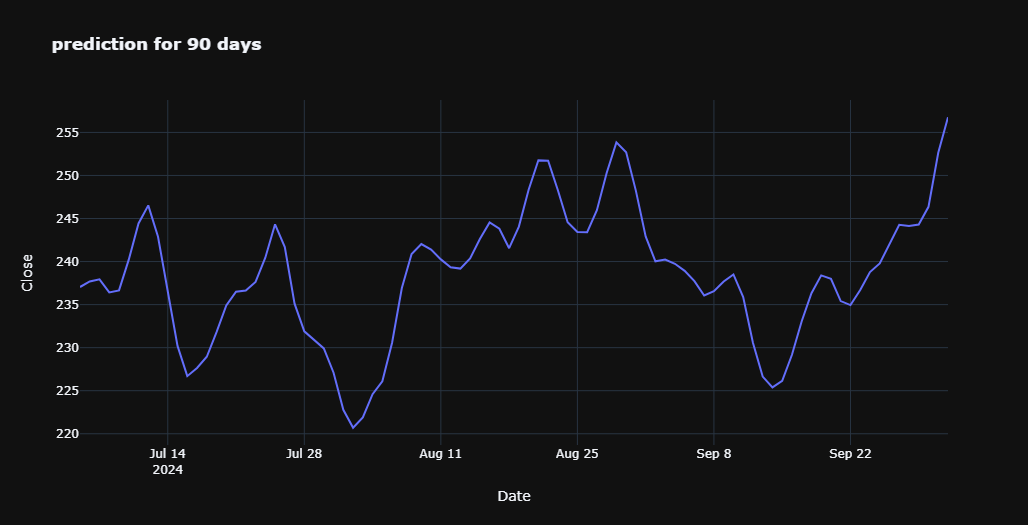 prediction for 90 days
Close
255
250
245
240
235
230
225
220
Jul 14
2024
Jul 28
Aug 11
Aug 25
Sep 8
Sep 22
Date